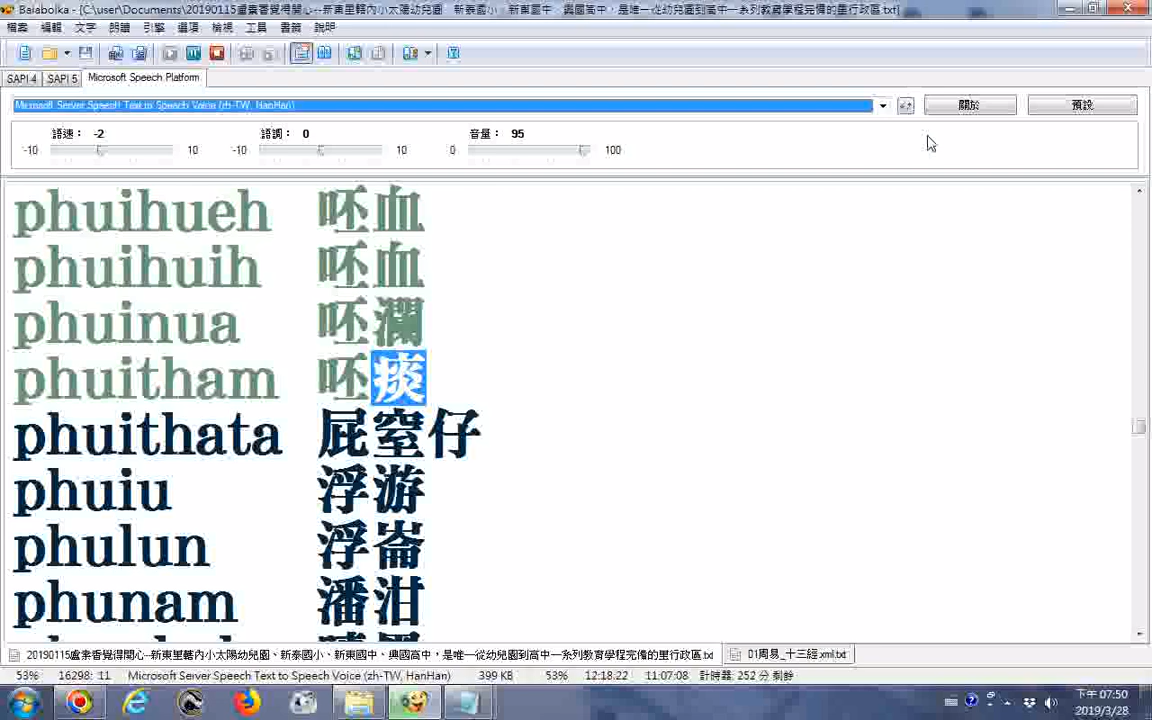 Balabolka - [C:\user\Documents\20190115盧素香覺得開心--新東里轄內小太陽幼兒園、新泰國小、新東國中、興國高中，是唯一從幼兒園到高中一系列教育學程完備的里行政區.txt]
檔案 編輯 文字 朗讀 引擎 選項 檢視 工具 書籤 說明
SAPI 4 SAPI 5 Microsoft Speech Platform
Microsoft Server Speech Text to Speech Voice (zh-TW, HanHan) 關於 預設
語速： -2 語調： 0 音量： 95
-10 10 -10 10 0 100
phuihueh 呸血
phuihuih 呸血
phuinua 呸瀾
phuitham 呸痰
phuithata 屁窒仔
phuiu 浮游
phulun 浮崙
phunam 潘泔
20190115盧素香覺得開心--新東里轄內小太陽幼兒園、新泰國小、新東國中、興國高中，是唯一從幼兒園到高中一系列教育學程完備的里行政區.txt 01周易_十三經.xml.txt
53% 16298: 11 Microsoft Server Speech Text to Speech Voice (zh-TW, HanHan) 399 KB 53% 12:18.22 11:07:08 計時器: 252 分 剩餘
下午 07:50
2019/3/28